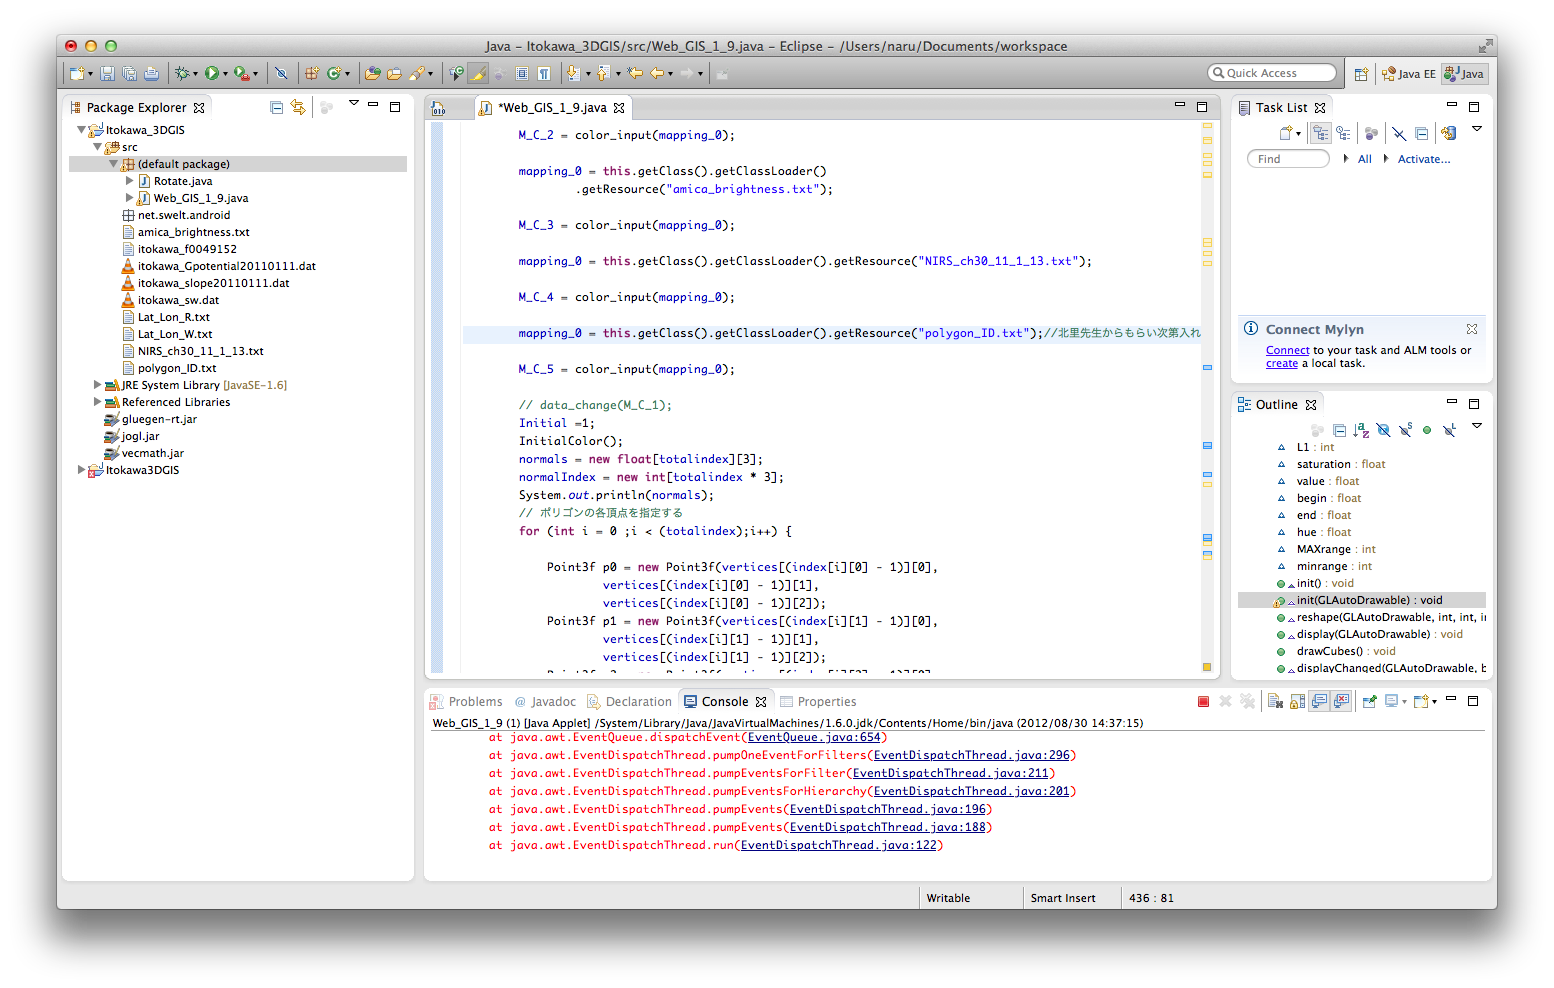 Java – Itokawa_3DGIS/src/Web_GIS_1_9.java – Eclipse – /Users/naru/Documents/workspace
Quick Access
Java EE
Java
Package Explorer
Itokawa_3DGIS
src
(default package)
Rotate.java
Web_GIS_1_9.java
net.swelt.android
amica_brightness.txt
itokawa_f0049152
itokawa_Gpotential20110111.dat
itokawa_slope20110111.dat
itokawa_sw.dat
Lat_Lon_R.txt
Lat_Lon_W.txt
NIRS_ch30_11_1_13.txt
polygon_ID.txt
JRE System Library [JavaSE-1.6]
Referenced Libraries
gluegen-rt.jar
jogl.jar
vecmath.jar
Itokawa3DGIS
*Web_GIS_1_9.java
M_C_2 = color_input(mapping_0);
mapping_0 = this.getClass().getClassLoader()
.getResource("amica_brightness.txt");
M_C_3 = color_input(mapping_0);
mapping_0 = this.getClass().getClassLoader().getResource("NIRS_ch30_11_1_13.txt");
M_C_4 = color_input(mapping_0);
mapping_0 = this.getClass().getClassLoader().getResource("polygon_ID.txt");//北里先生からもらい次第入れ
M_C_5 = color_input(mapping_0);
// data_change(M_C_1);
Initial =1;
InitialColor();
normals = new float[totalindex][3];
normalIndex = new int[totalindex * 3];
System.out.println(normals);
// ポリゴンの各頂点を指定する
for (int i = 0 ;i < (totalindex);i++) {
Point3f p0 = new Point3f(vertices[(index[i][0] - 1)][0],
vertices[(index[i][0] - 1)][1],
vertices[(index[i][0] - 1)][2]);
Point3f p1 = new Point3f(vertices[(index[i][1] - 1)][0],
vertices[(index[i][1] - 1)][1],
vertices[(index[i][1] - 1)][2]);
Task List
Find
All
Activate...
Connect Mylyn
Connect to your task and ALM tools or
create a local task.
Outline
L1 : int
saturation : float
value : float
begin : float
end : float
hue : float
MAXrange : int
minrange : int
init() : void
init(GLAutoDrawable) : void
reshape(GLAutoDrawable, int, int, i
display(GLAutoDrawable) : void
drawCubes() : void
displayChanged(GLAutoDrawable, b
Problems
@ Javadoc
Declaration
Console
Properties
Web_GIS_1_9 (1) [Java Applet] /System/Library/Java/JavaVirtualMachines/1.6.0.jdk/Contents/Home/bin/java (2012/08/30 14:37:15)
at java.awt.EventQueue.dispatchEvent(EventQueue.java:654)
at java.awt.EventDispatchThread.pumpOneEventForFilters(EventDispatchThread.java:296)
at java.awt.EventDispatchThread.pumpEventsForFilter(EventDispatchThread.java:211)
at java.awt.EventDispatchThread.pumpEventsForHierarchy(EventDispatchThread.java:201)
at java.awt.EventDispatchThread.pumpEvents(EventDispatchThread.java:196)
at java.awt.EventDispatchThread.pumpEvents(EventDispatchThread.java:188)
at java.awt.EventDispatchThread.run(EventDispatchThread.java:122)
Writable
Smart Insert
436 : 81